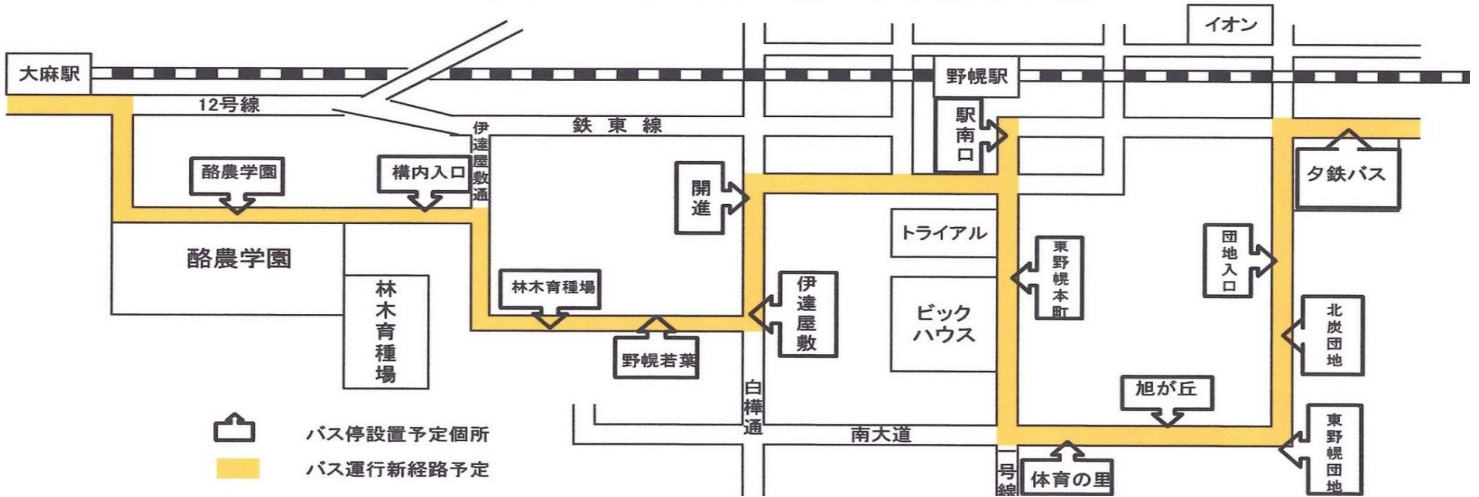 イオン
大麻駅
野幌駅
12号線
鉄東線
伊達屋敷通
駅南口
酪農学園
構内入口
開進
夕鉄バス
トライアル
団地入口
酪農学園
東野幌本町
林木育種場
伊達屋敷
林木育種場
ビック
ハウス
北炭団地
野幌若葉
白樺通
旭が丘
バス停設置予定個所
南大道
東野幌団地
バス運行新経路予定
一号線
体育の里